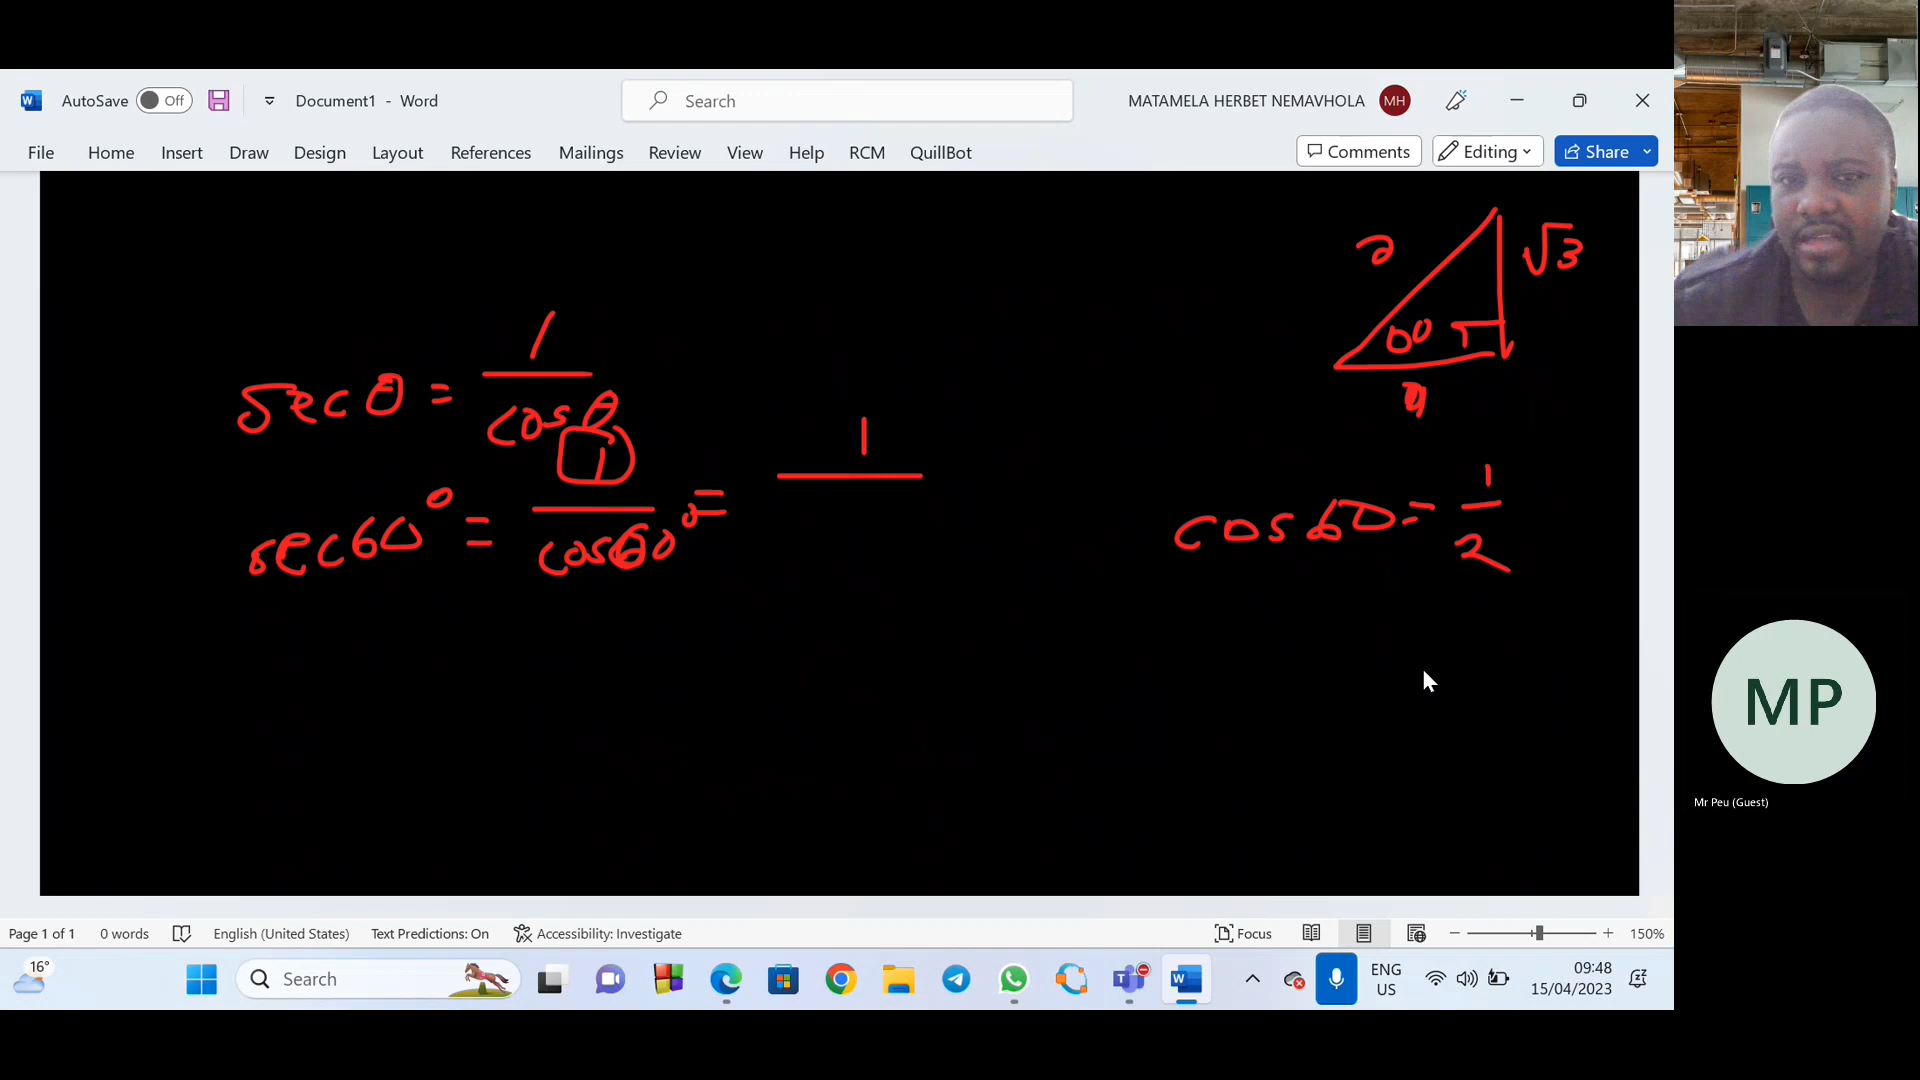 AutoSave Off Document1 - Word Search MATAMELA HERBET NEMAVHOLA MH
File Home Insert Draw Design Layout References Mailings Review View Help RCM QuillBot Comments Editing Share
2 √3
60
1
sec θ = 1 / cos θ
sec 60° = 1 / cos 60° = 1
cos 60 = 1 / 2
MP
Mr Peu (Guest)
Page 1 of 1 0 words English (United States) Text Predictions: On Accessibility: Investigate Focus 150%
16° Search ENG US 09:48 15/04/2023